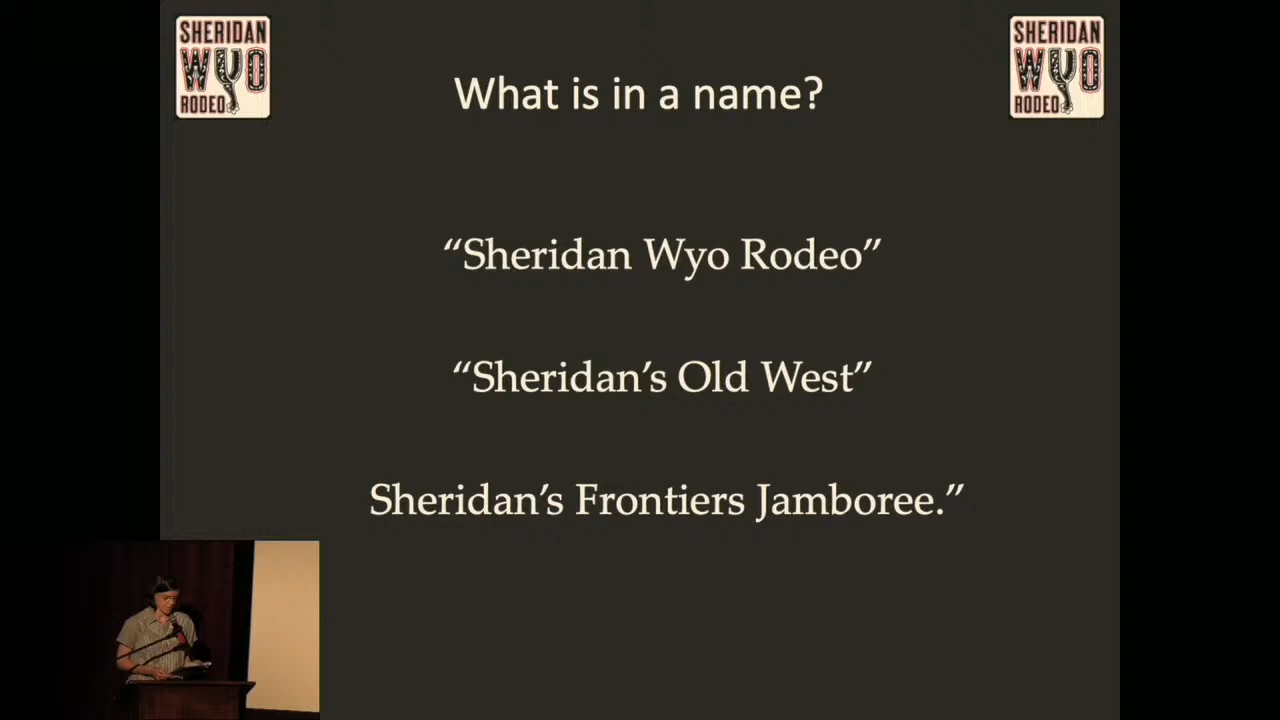 SHERIDAN
WYO
RODEO
SHERIDAN
WYO
RODEO
What is in a name?
“Sheridan Wyo Rodeo”
“Sheridan’s Old West”
Sheridan’s Frontiers Jamboree.”